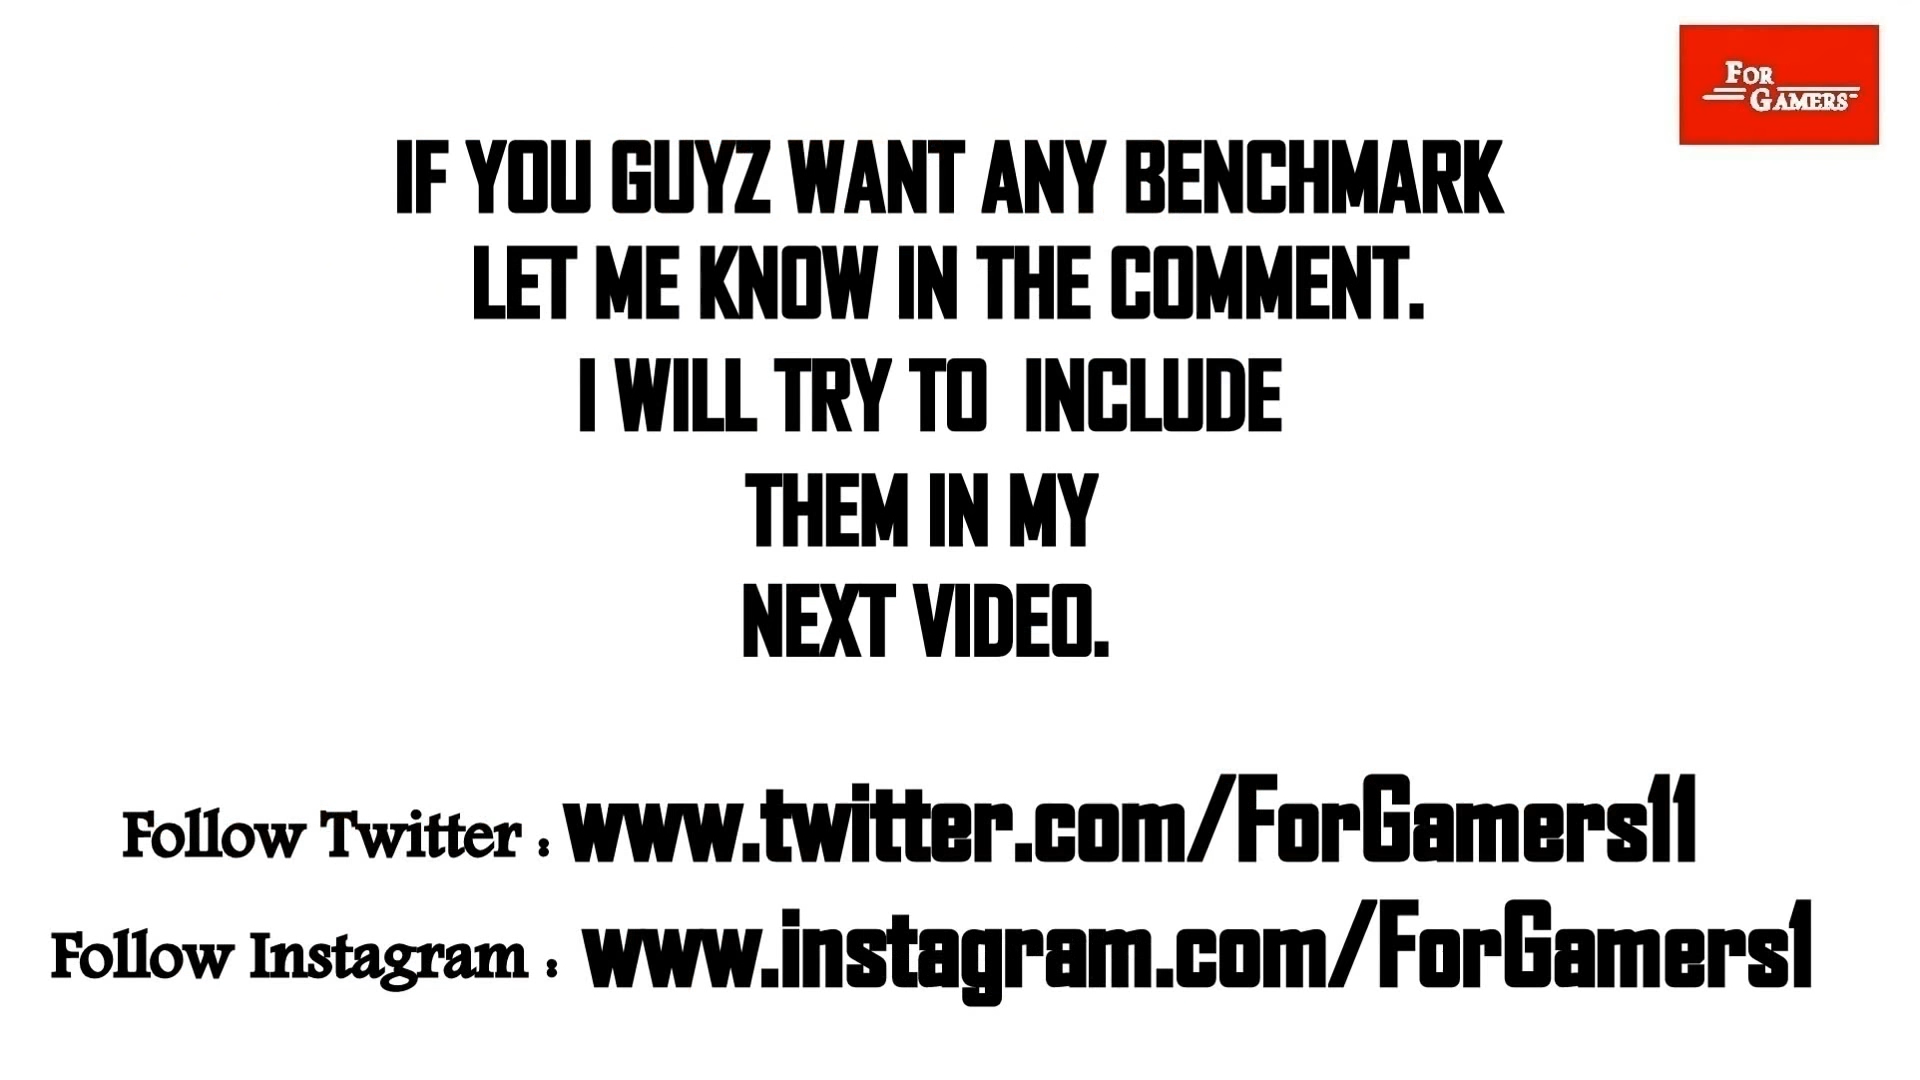 FOR
GAMERS
IF YOU GUYZ WANT ANY BENCHMARK
LET ME KNOW IN THE COMMENT.
I WILL TRY TO INCLUDE
THEM IN MY
NEXT VIDEO.
Follow Twitter : www.twitter.com/ForGamers11
Follow Instagram : www.instagram.com/ForGamers1